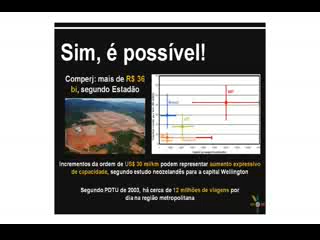 Sim, é possível!
Comperj: mais de R$ 36
bi, segundo Estadão
Incrementos da ordem de US$ 30 mi/km podem representar aumento expressivo
de capacidade, segundo estudo neozelandês para a capital Wellington
Segundo PDTU de 2003, há cerca de 12 milhões de viagens por
dia na região metropolitana